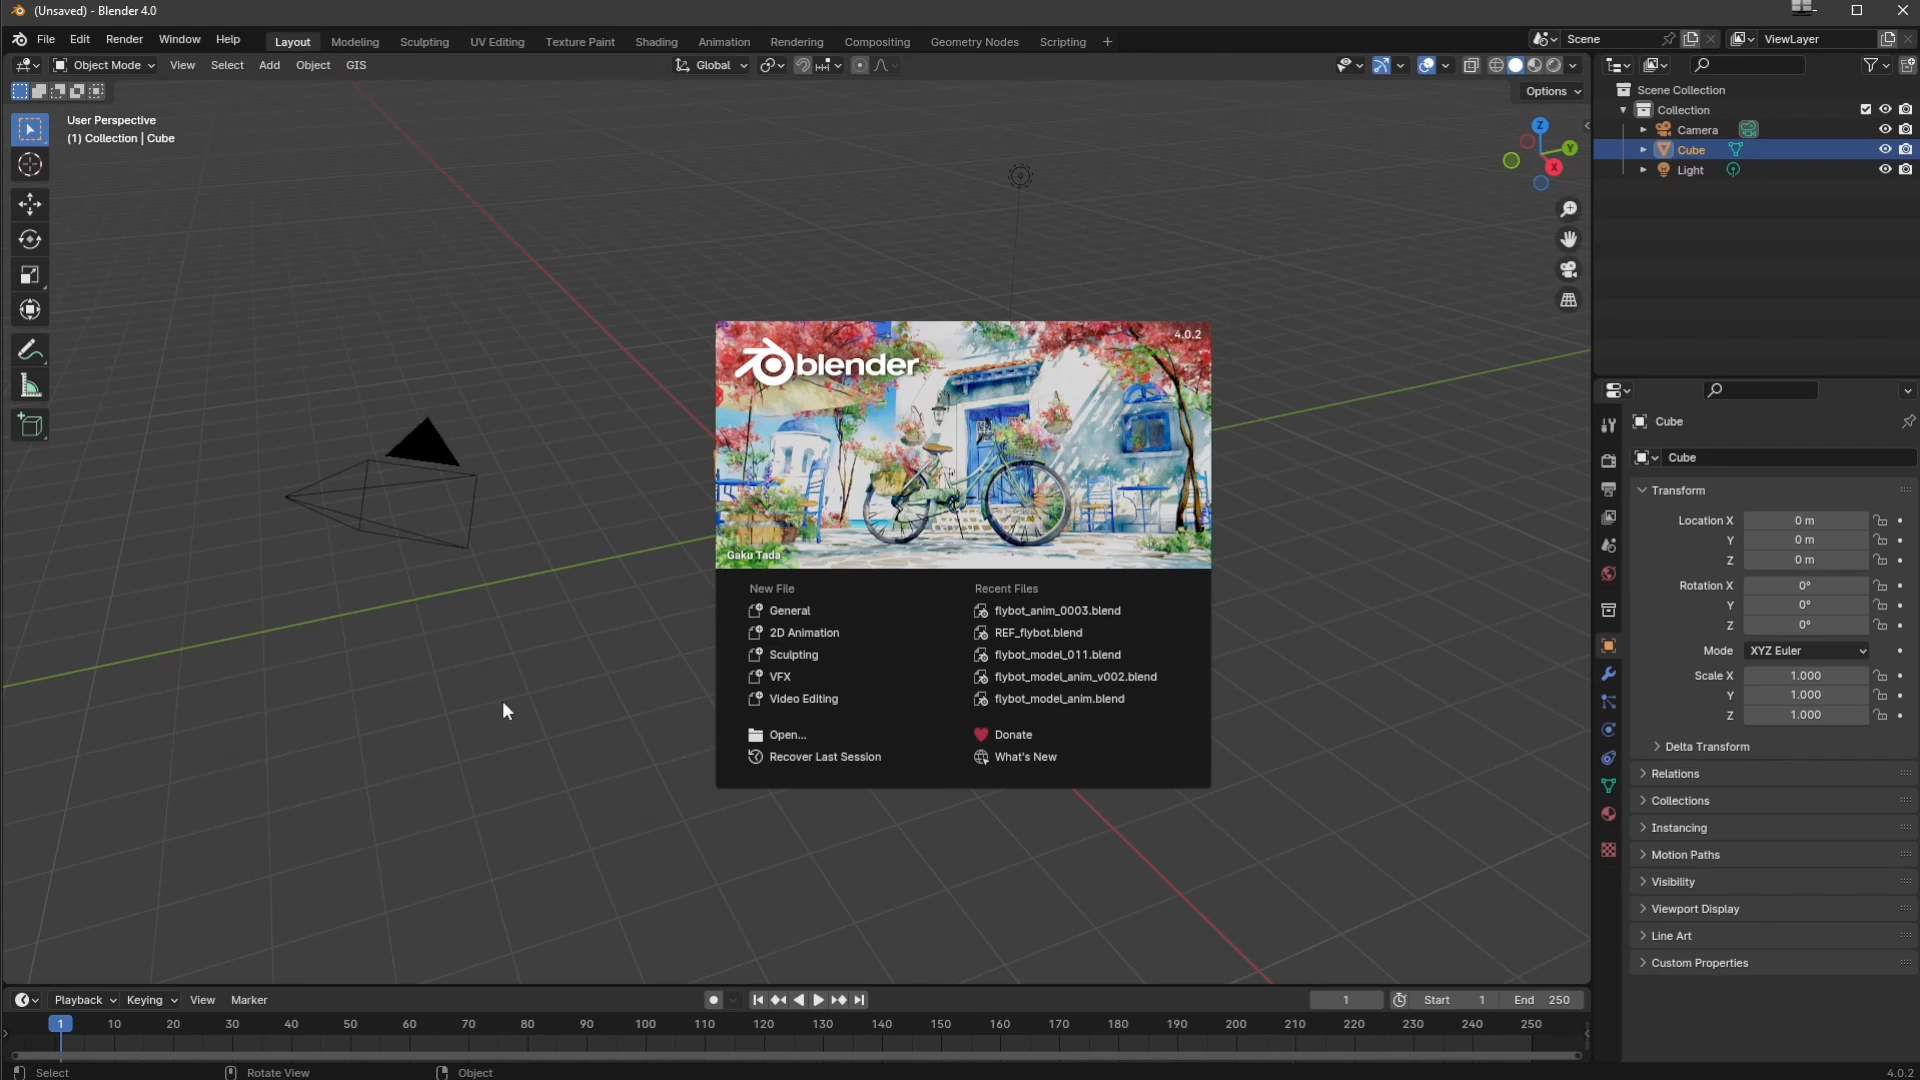 (Unsaved) - Blender 4.0
File Edit Render Window Help Layout Modeling Sculpting UV Editing Texture Paint Shading Animation Rendering Compositing Geometry Nodes Scripting + Scene ViewLayer
Object Mode View Select Add Object GIS Global
Options
User Perspective
(1) Collection | Cube
Z
Y
X
Scene Collection
Collection
Camera
Cube
Light
4.0.2
blender
Gaku Tada
New File
General
2D Animation
Sculpting
VFX
Video Editing
Open...
Recover Last Session
Recent Files
flybot_anim_0003.blend
REF_flybot.blend
flybot_model_011.blend
flybot_model_anim_v002.blend
flybot_model_anim.blend
Donate
What's New
Cube
Cube
Transform
Location X 0 m
Y 0 m
Z 0 m
Rotation X 0°
Y 0°
Z 0°
Mode XYZ Euler
Scale X 1.000
Y 1.000
Z 1.000
Delta Transform
Relations
Collections
Instancing
Motion Paths
Visibility
Viewport Display
Line Art
Custom Properties
Playback Keying View Marker 1 Start 1 End 250
1 10 20 30 40 50 60 70 80 90 100 110 120 130 140 150 160 170 180 190 200 210 220 230 240 250
Select Rotate View Object 4.0.2